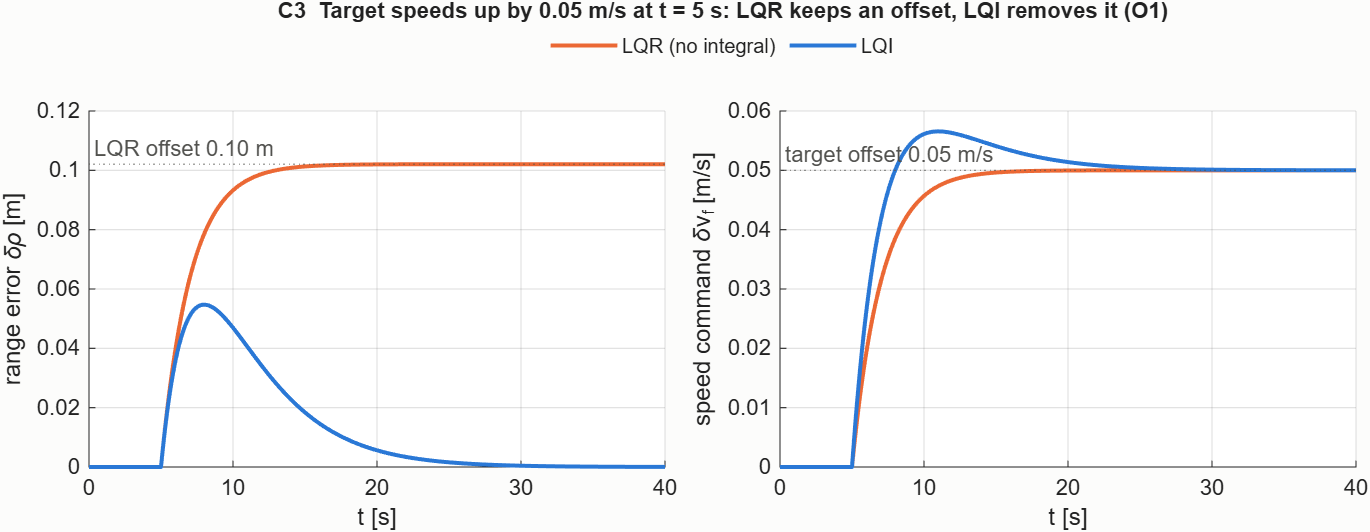 C3 Target speeds up by 0.05 m/s at t = 5 s: LQR keeps an offset, LQI removes it (O1)
LQR (no integral) LQI
0.12
0.1
0.08
0.06
0.04
0.02
0
LQR offset 0.10 m
range error δρ [m]
0 10 20 30 40
t [s]
0.06
0.05
0.04
0.03
0.02
0.01
0
target offset 0.05 m/s
speed command δv_f [m/s]
0 10 20 30 40
t [s]